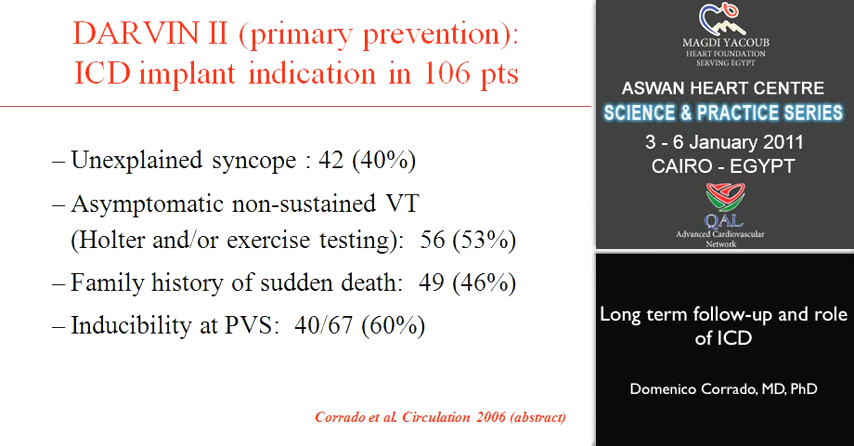 DARVIN II (primary prevention):
ICD implant indication in 106 pts
– Unexplained syncope : 42 (40%)
– Asymptomatic non-sustained VT
(Holter and/or exercise testing): 56 (53%)
– Family history of sudden death: 49 (46%)
– Inducibility at PVS: 40/67 (60%)
Corrado et al. Circulation 2006 (abstract)
MAGDI YACOUB
HEART FOUNDATION
SERVING EGYPT
ASWAN HEART CENTRE
SCIENCE & PRACTICE SERIES
3 - 6 January 2011
CAIRO - EGYPT
QAL
Advanced Cardiovascular
Network
Long term follow-up and role
of ICD
Domenico Corrado, MD, PhD